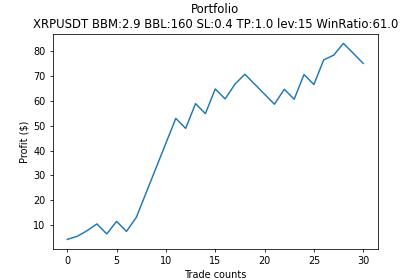 Portfolio
XRPUSDT BBM:2.9 BBL:160 SL:0.4 TP:1.0 lev:15 WinRatio:61.0
80
70
60
50
40
30
20
10
Profit ($)
0 5 10 15 20 25 30
Trade counts